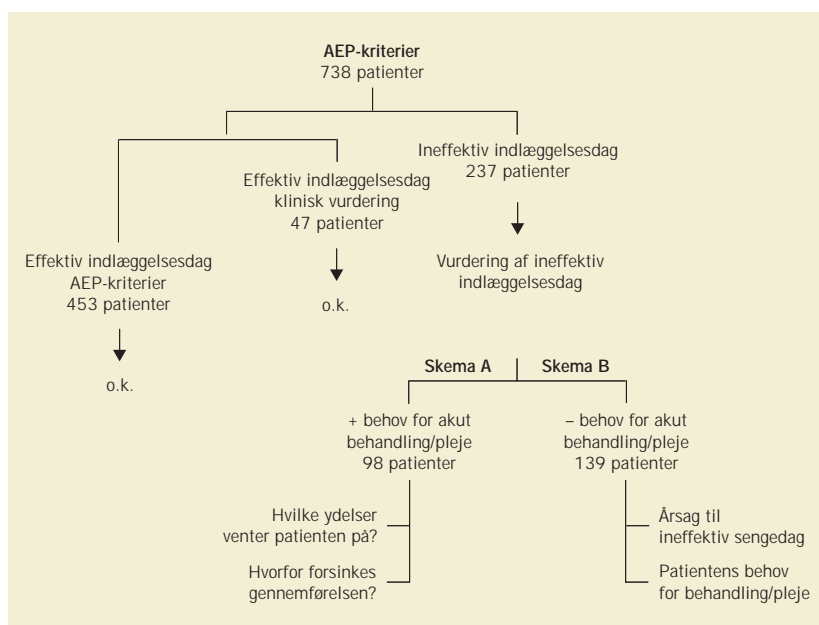 AEP-kriterier
738 patienter
Ineffektiv indlæggelsesdag
237 patienter
Effektiv indlæggelsesdag
klinisk vurdering
47 patienter
Effektiv indlæggelsesdag
AEP-kriterier
453 patienter
Vurdering af ineffektiv
indlæggelsesdag
o.k.
o.k.
Skema A
Skema B
+ behov for akut
behandling/pleje
98 patienter
– behov for akut
behandling/pleje
139 patienter
Hvilke ydelser
venter patienten på?
Hvorfor forsinkes
gennemførelsen?
Årsag til
ineffektiv sengedag
Patientens behov
for behandling/pleje